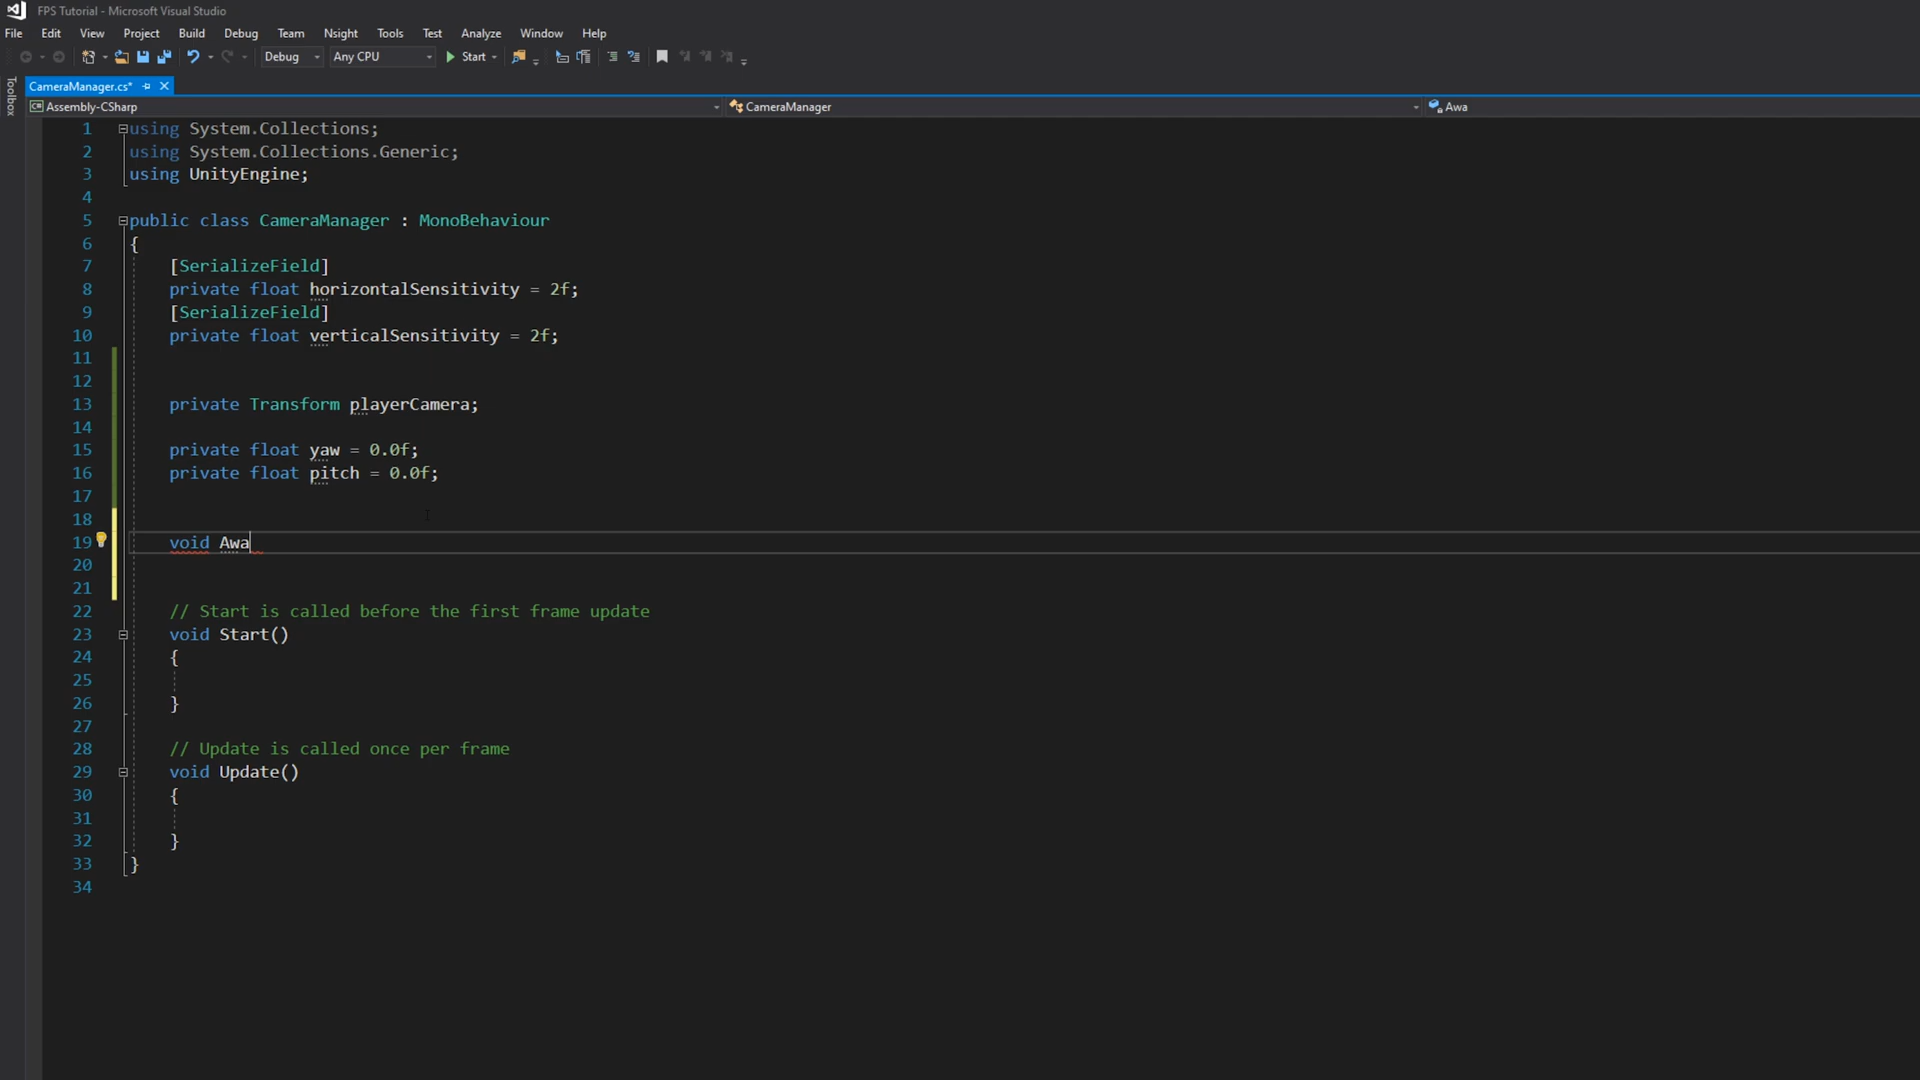 FPS Tutorial - Microsoft Visual Studio
File Edit View Project Build Debug Team Nsight Tools Test Analyze Window Help
Debug Any CPU Start
Toolbox
CameraManager.cs*
Assembly-CSharp CameraManager Awa
1 using System.Collections;
2 using System.Collections.Generic;
3 using UnityEngine;
4
5 public class CameraManager : MonoBehaviour
6 {
7 [SerializeField]
8 private float horizontalSensitivity = 2f;
9 [SerializeField]
10 private float verticalSensitivity = 2f;
11
12
13 private Transform playerCamera;
14
15 private float yaw = 0.0f;
16 private float pitch = 0.0f;
17
18
19 void Awa
20
21
22 // Start is called before the first frame update
23 void Start()
24 {
25
26 }
27
28 // Update is called once per frame
29 void Update()
30 {
31
32 }
33 }
34